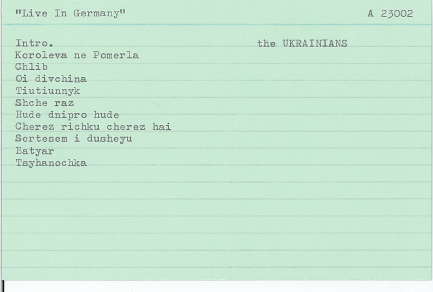 "Live In Germany" A 23002
Intro. the UKRAINIANS
Koroleva ne Pomerla
Chlib
Oi divchina
Tiutiunnyk
Shche raz
Hude dnipro hude
Cherez richku cherez hai
Sertesem i dusheyu
Batyar
Tsyhanochka